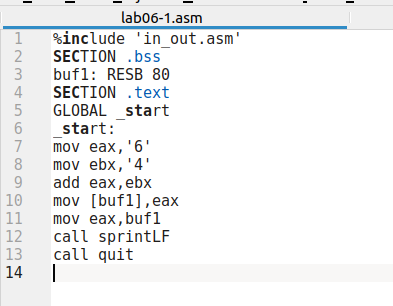 lab06-1.asm
1 %include 'in_out.asm'
2 SECTION .bss
3 buf1: RESB 80
4 SECTION .text
5 GLOBAL _start
6 _start:
7 mov eax,'6'
8 mov ebx,'4'
9 add eax,ebx
10 mov [buf1],eax
11 mov eax,buf1
12 call sprintLF
13 call quit
14